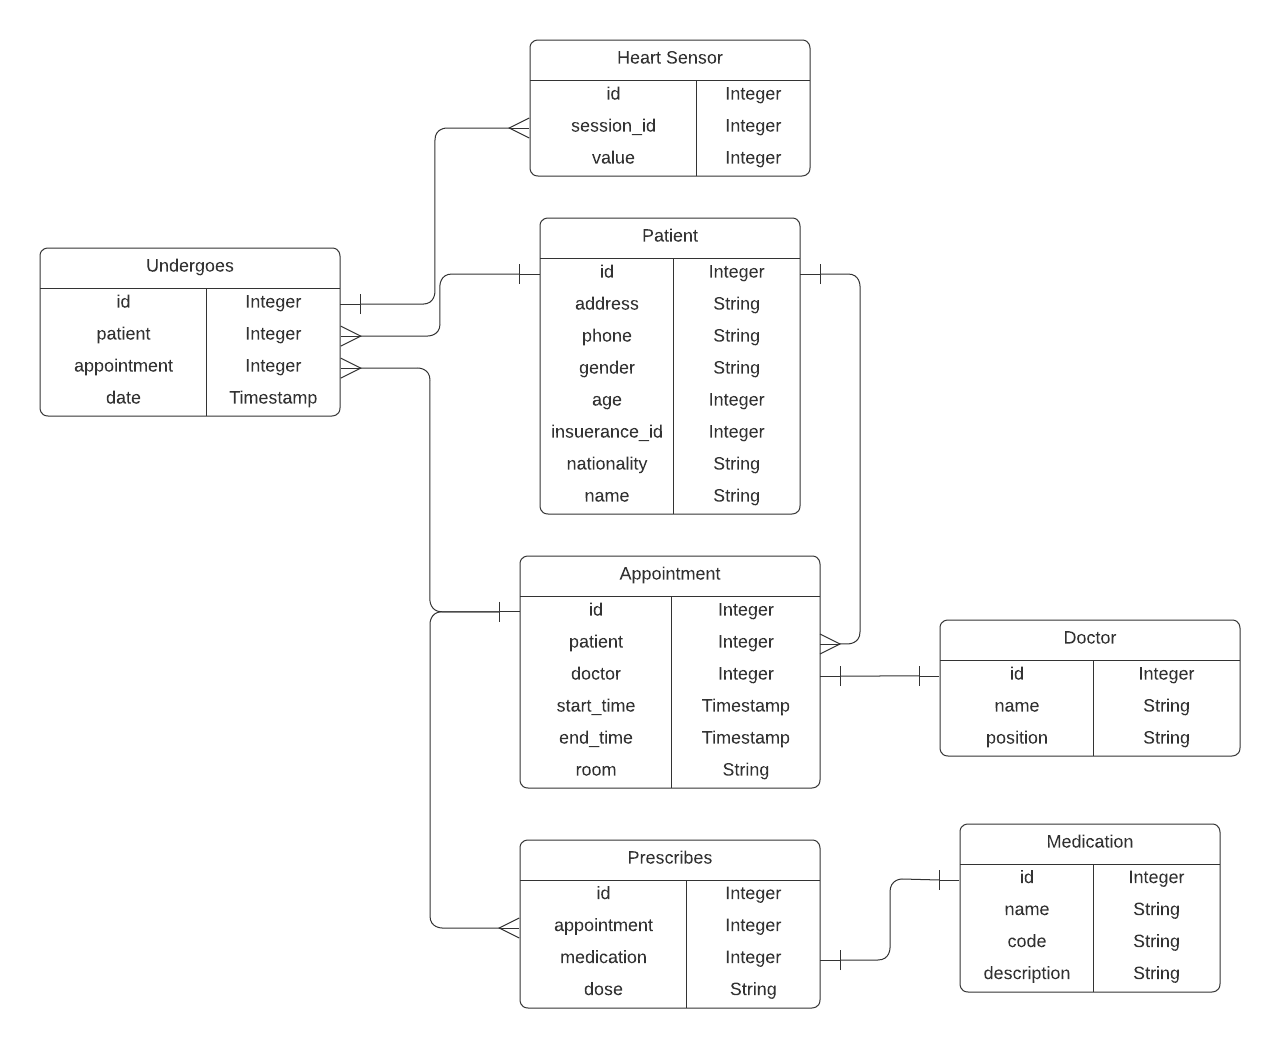 Heart Sensor
id Integer
session_id Integer
value Integer
Patient
id Integer
address String
phone String
gender String
age Integer
insuerance_id Integer
nationality String
name String
Undergoes
id Integer
patient Integer
appointment Integer
date Timestamp
Appointment
id Integer
patient Integer
doctor Integer
start_time Timestamp
end_time Timestamp
room String
Doctor
id Integer
name String
position String
Prescribes
id Integer
appointment Integer
medication Integer
dose String
Medication
id Integer
name String
code String
description String